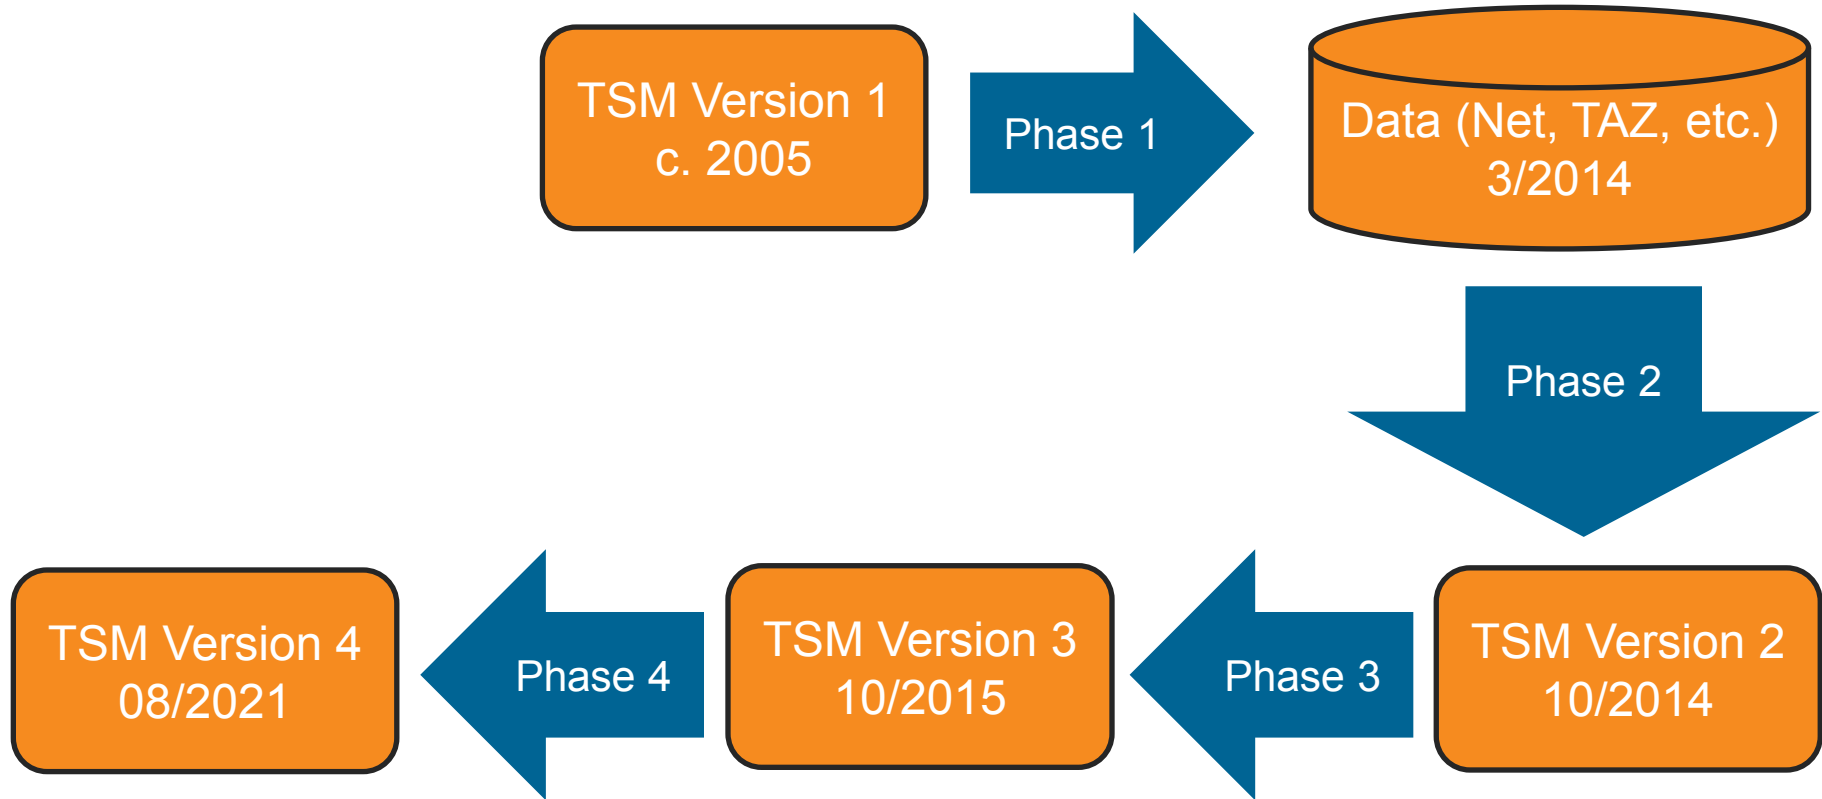 TSM Version 1
c. 2005
Phase 1
Data (Net, TAZ, etc.)
3/2014
Phase 2
TSM Version 2
10/2014
Phase 3
TSM Version 3
10/2015
Phase 4
TSM Version 4
08/2021